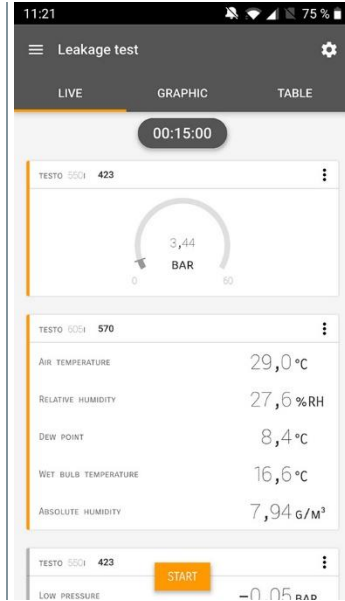 11:21 75 %
Leakage test
LIVE GRAPHIC TABLE
00:15:00
TESTO 550I 423
3,44
BAR
0 60
TESTO 605I 570
AIR TEMPERATURE 29,0 °C
RELATIVE HUMIDITY 27,6 %RH
DEW POINT 8,4 °C
WET BULB TEMPERATURE 16,6 °C
ABSOLUTE HUMIDITY 7,94 G/M³
TESTO 550I 423
START
LOW PRESSURE -0,05 BAR